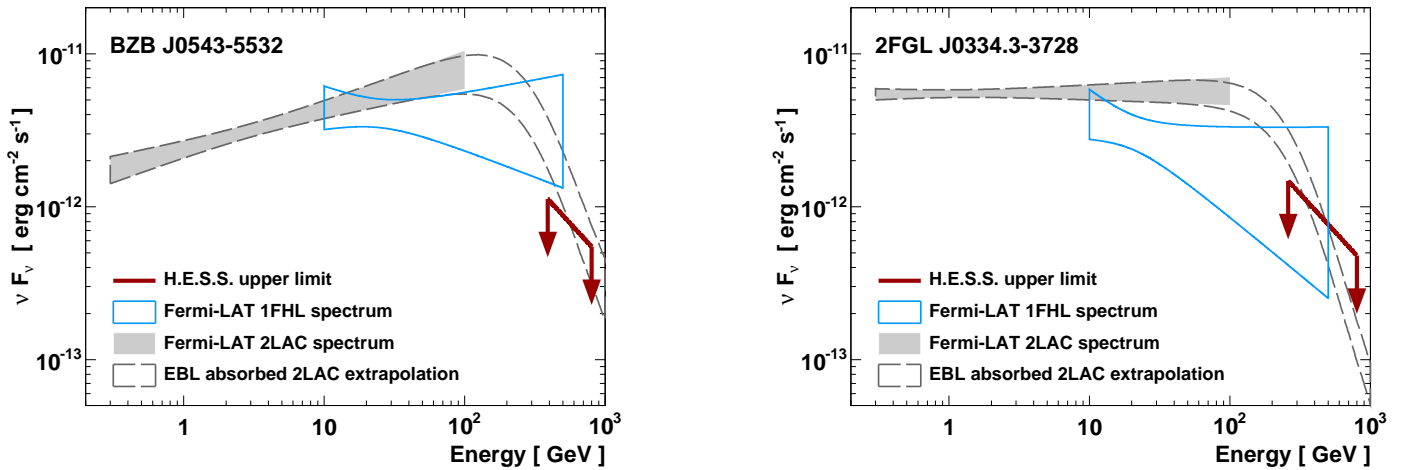 BZB J0543-5532
10⁻¹¹
10⁻¹²
10⁻¹³
ν Fν [ erg cm⁻² s⁻¹ ]
H.E.S.S. upper limit
Fermi-LAT 1FHL spectrum
Fermi-LAT 2LAC spectrum
EBL absorbed 2LAC extrapolation
1 10 10² 10³
Energy [ GeV ]
2FGL J0334.3-3728
10⁻¹¹
10⁻¹²
10⁻¹³
ν Fν [ erg cm⁻² s⁻¹ ]
H.E.S.S. upper limit
Fermi-LAT 1FHL spectrum
Fermi-LAT 2LAC spectrum
EBL absorbed 2LAC extrapolation
1 10 10² 10³
Energy [ GeV ]